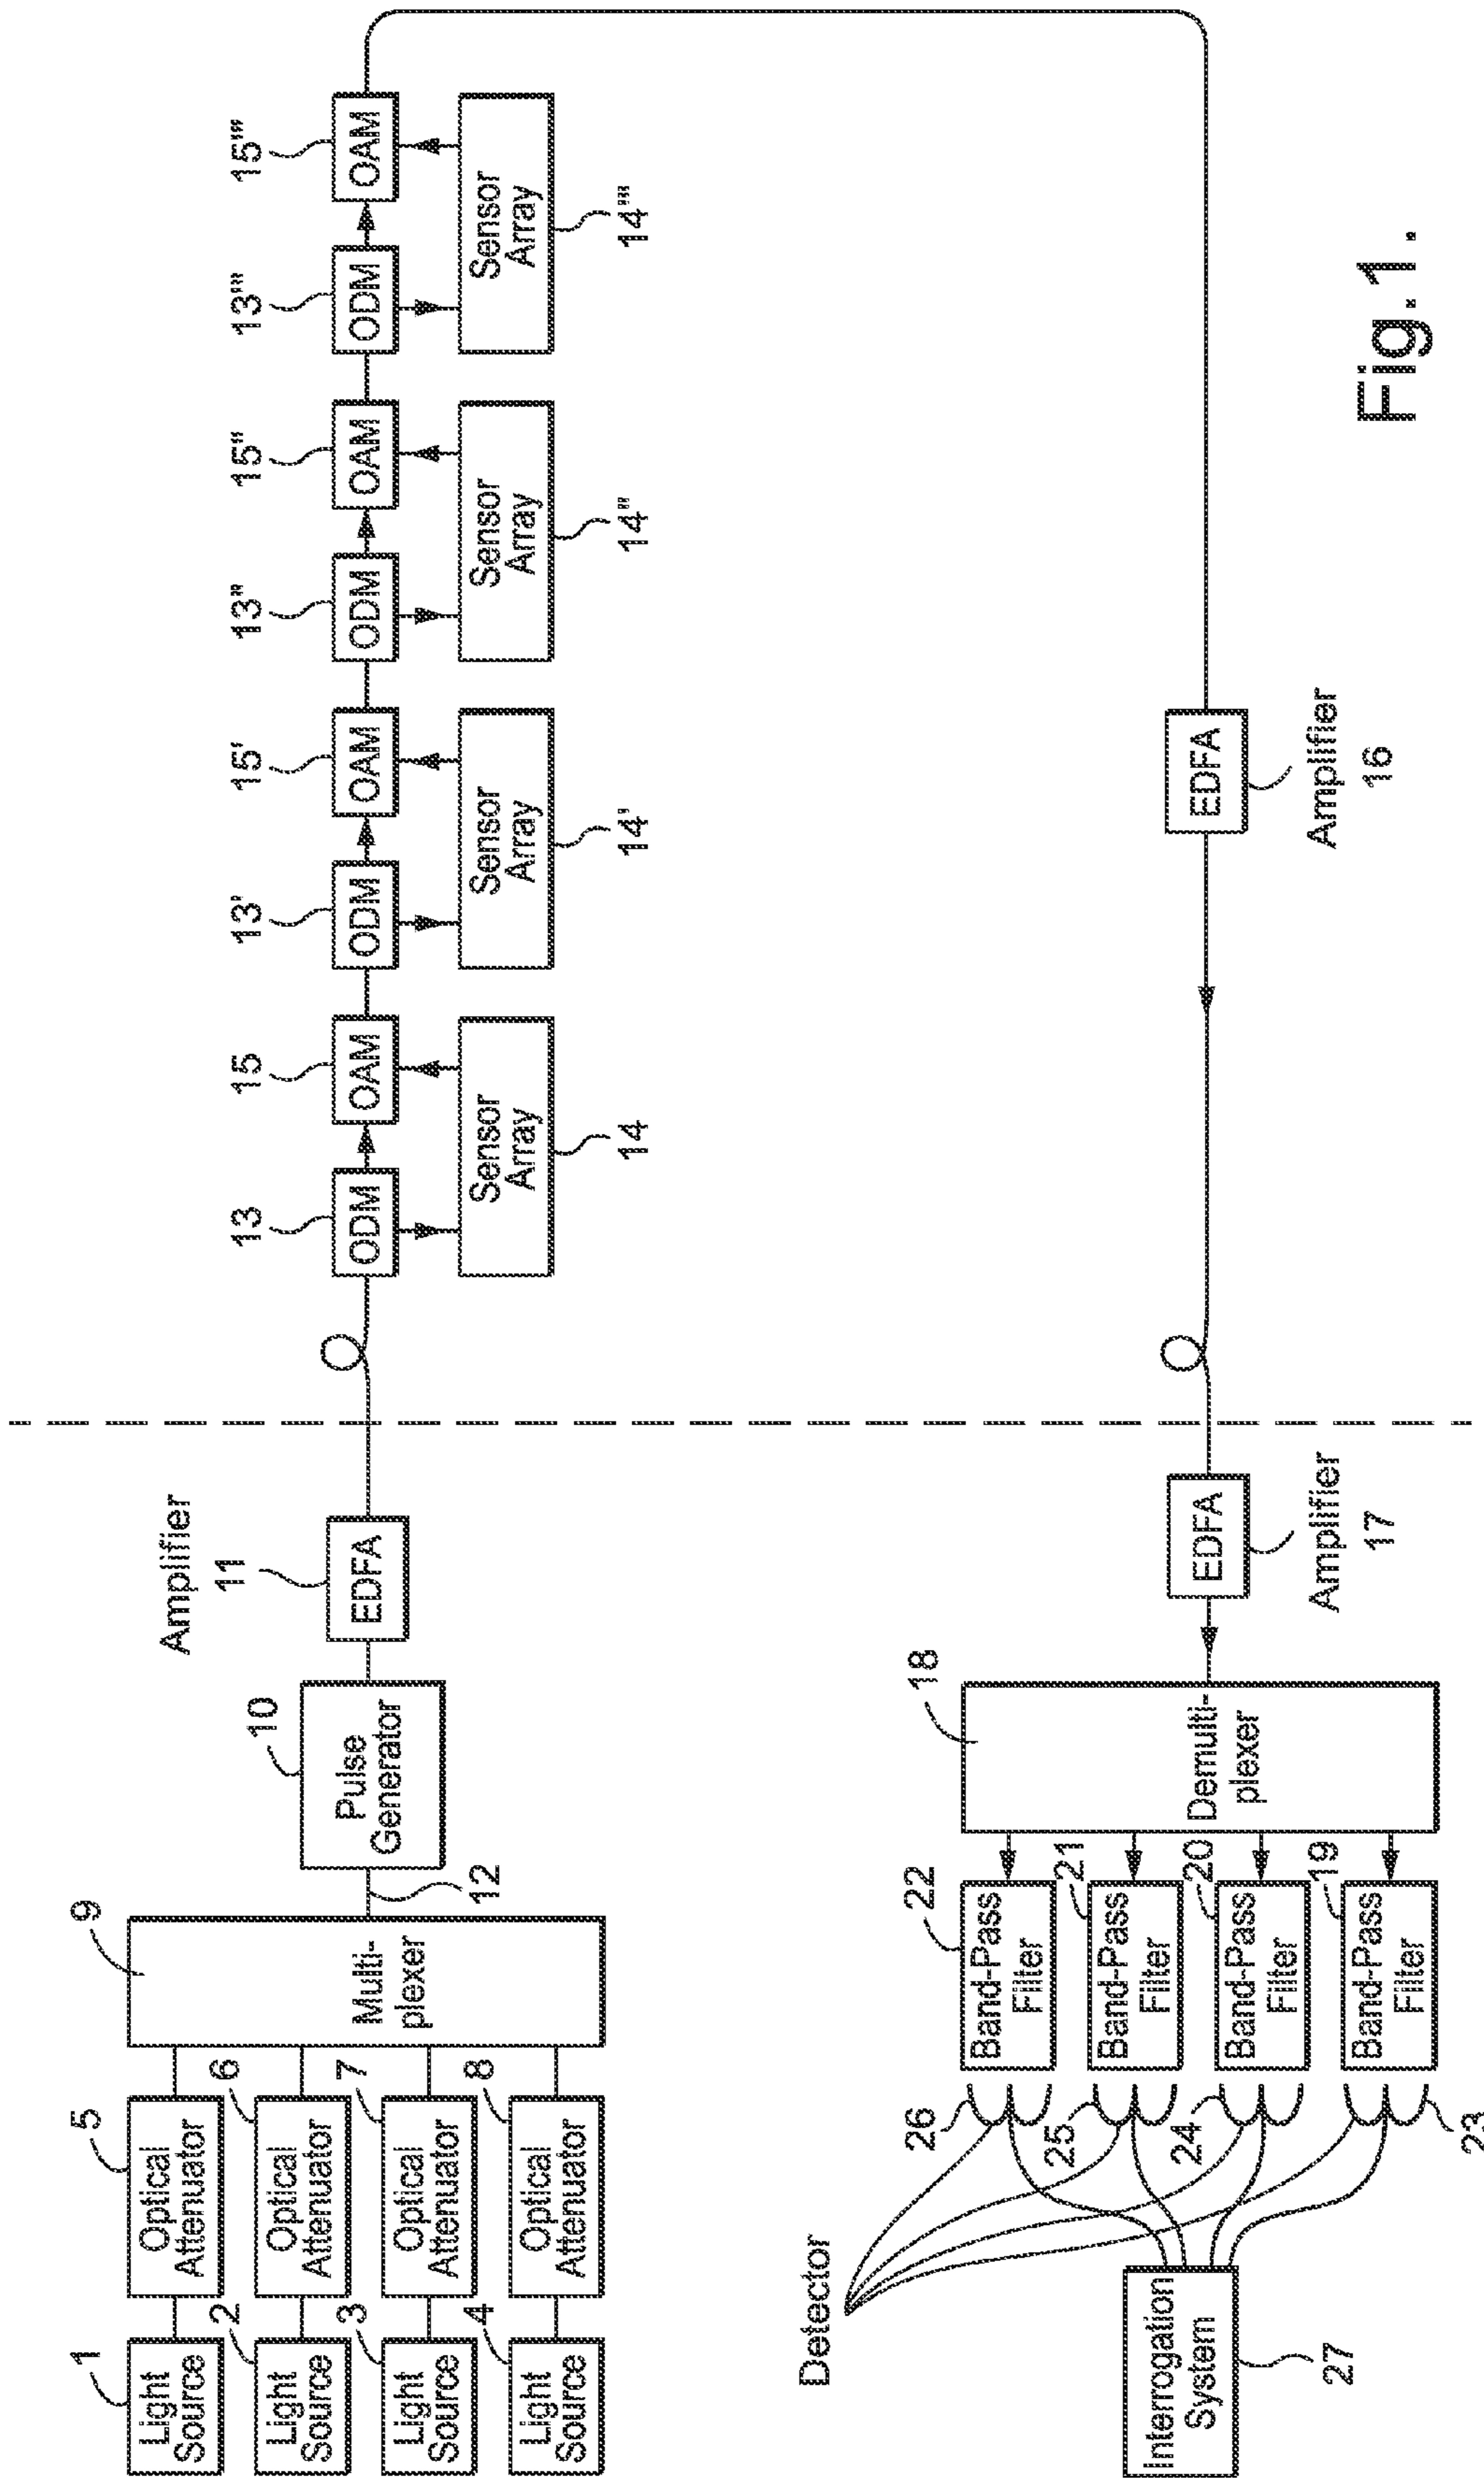 1
Light
Source
5
Optical
Attenuator
2
Light
Source
6
Optical
Attenuator
3
Light
Source
7
Optical
Attenuator
4
Light
Source
8
Optical
Attenuator
9
Multi-
plexer
12
10
Pulse
Generator
Amplifier
11
EDFA
13
ODM
15
OAM
Sensor
Array
14
13'
ODM
15'
OAM
Sensor
Array
14'
13"
ODM
15"
OAM
Sensor
Array
14"
13'''
ODM
15'''
OAM
Sensor
Array
14'''
EDFA
Amplifier
16
EDFA
Amplifier
17
18
Demulti-
plexer
22
Band-Pass
Filter
21
Band-Pass
Filter
20
Band-Pass
Filter
19
Band-Pass
Filter
26
25
24
23
Detector
Interrogation
System
27
Fig.1.